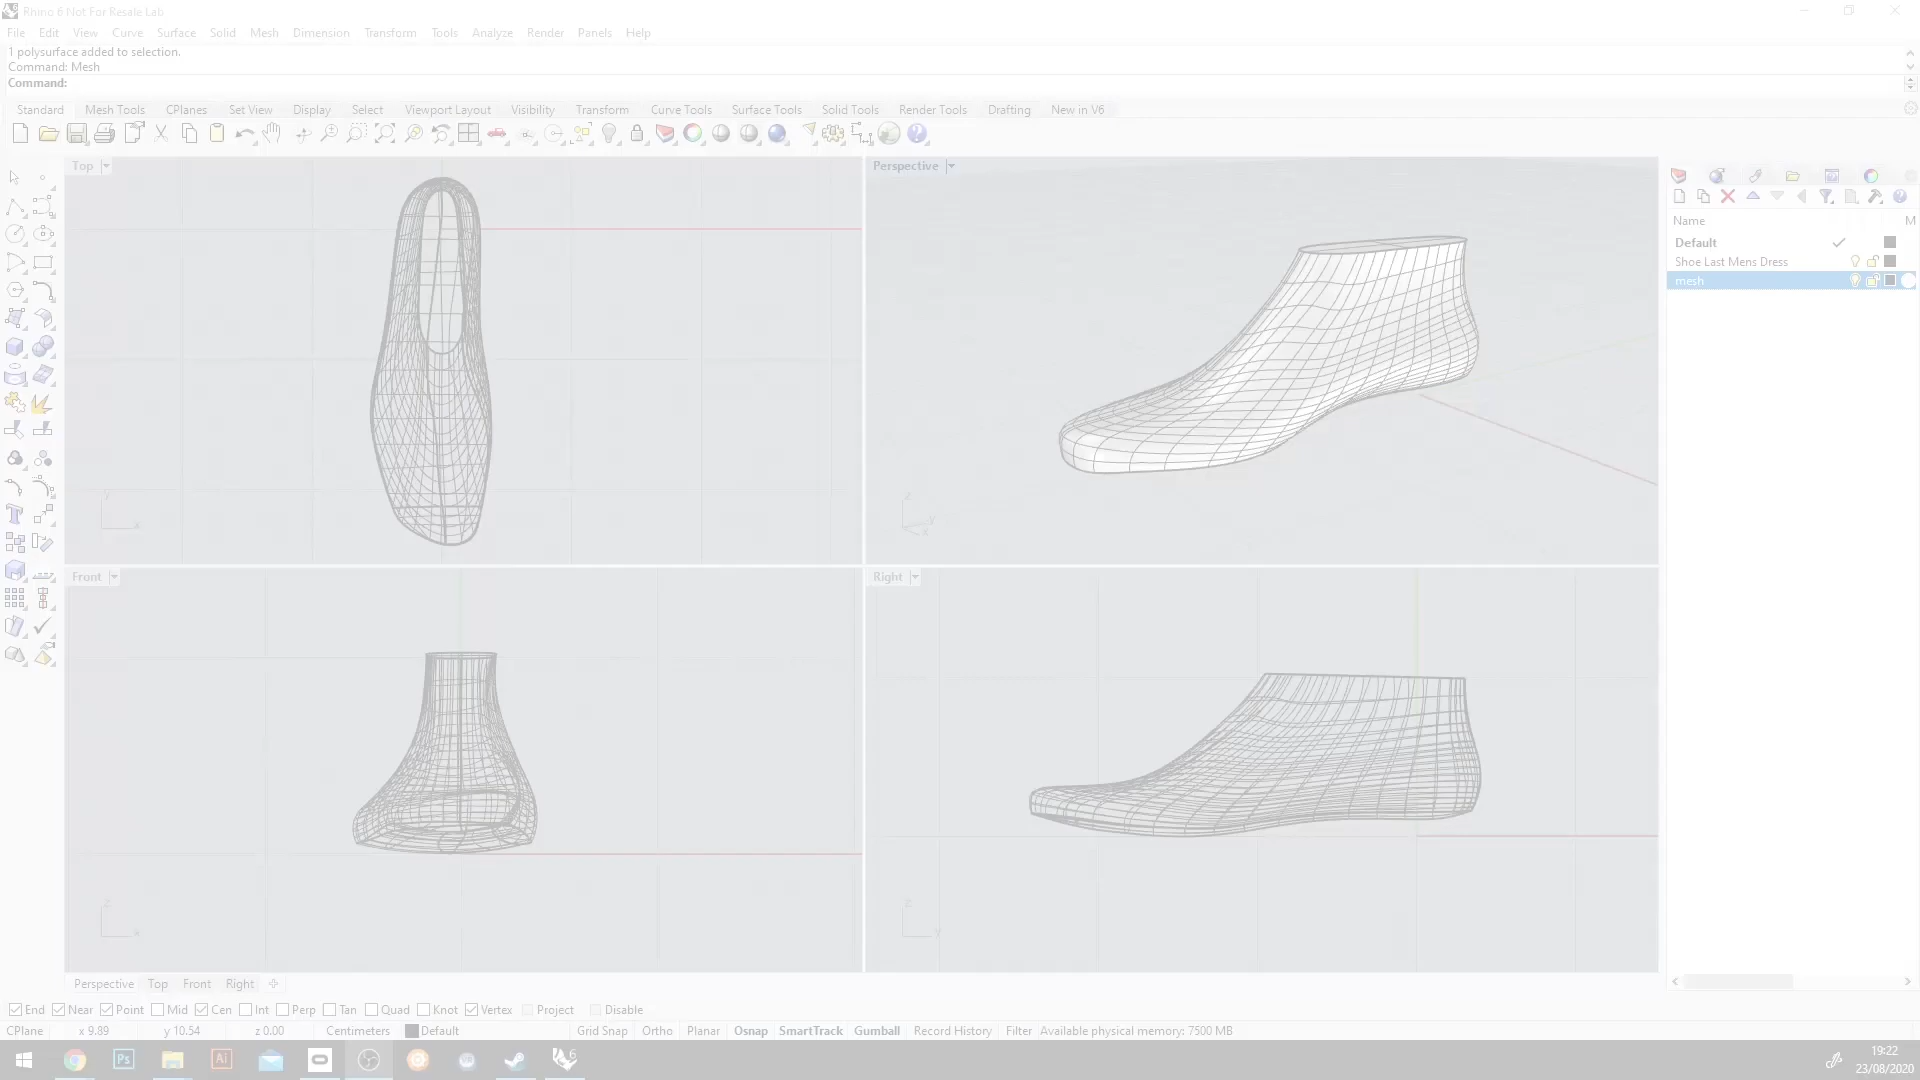 Rhino 6 Not For Resale Lab
File Edit View Curve Surface Solid Mesh Dimension Transform Tools Analyze Render Panels Help
1 polysurface added to selection.
Command: Mesh
Command:
Standard Mesh Tools CPlanes Set View Display Select Viewport Layout Visibility Transform Curve Tools Surface Tools Solid Tools Render Tools Drafting New in V6
Top
Perspective
Name M
Default
Shoe Last Mens Dress
mesh
y
x
z
y
x
Front
Right
z
x
z
y
Perspective Top Front Right
End Near Point Mid Cen Int Perp Tan Quad Knot Vertex Project Disable
CPlane x 9.89 y 10.54 z 0.00 Centimeters Default Grid Snap Ortho Planar Osnap SmartTrack Gumball Record History Filter Available physical memory: 7500 MB
Ps
Ai
6
19:22
23/08/2020